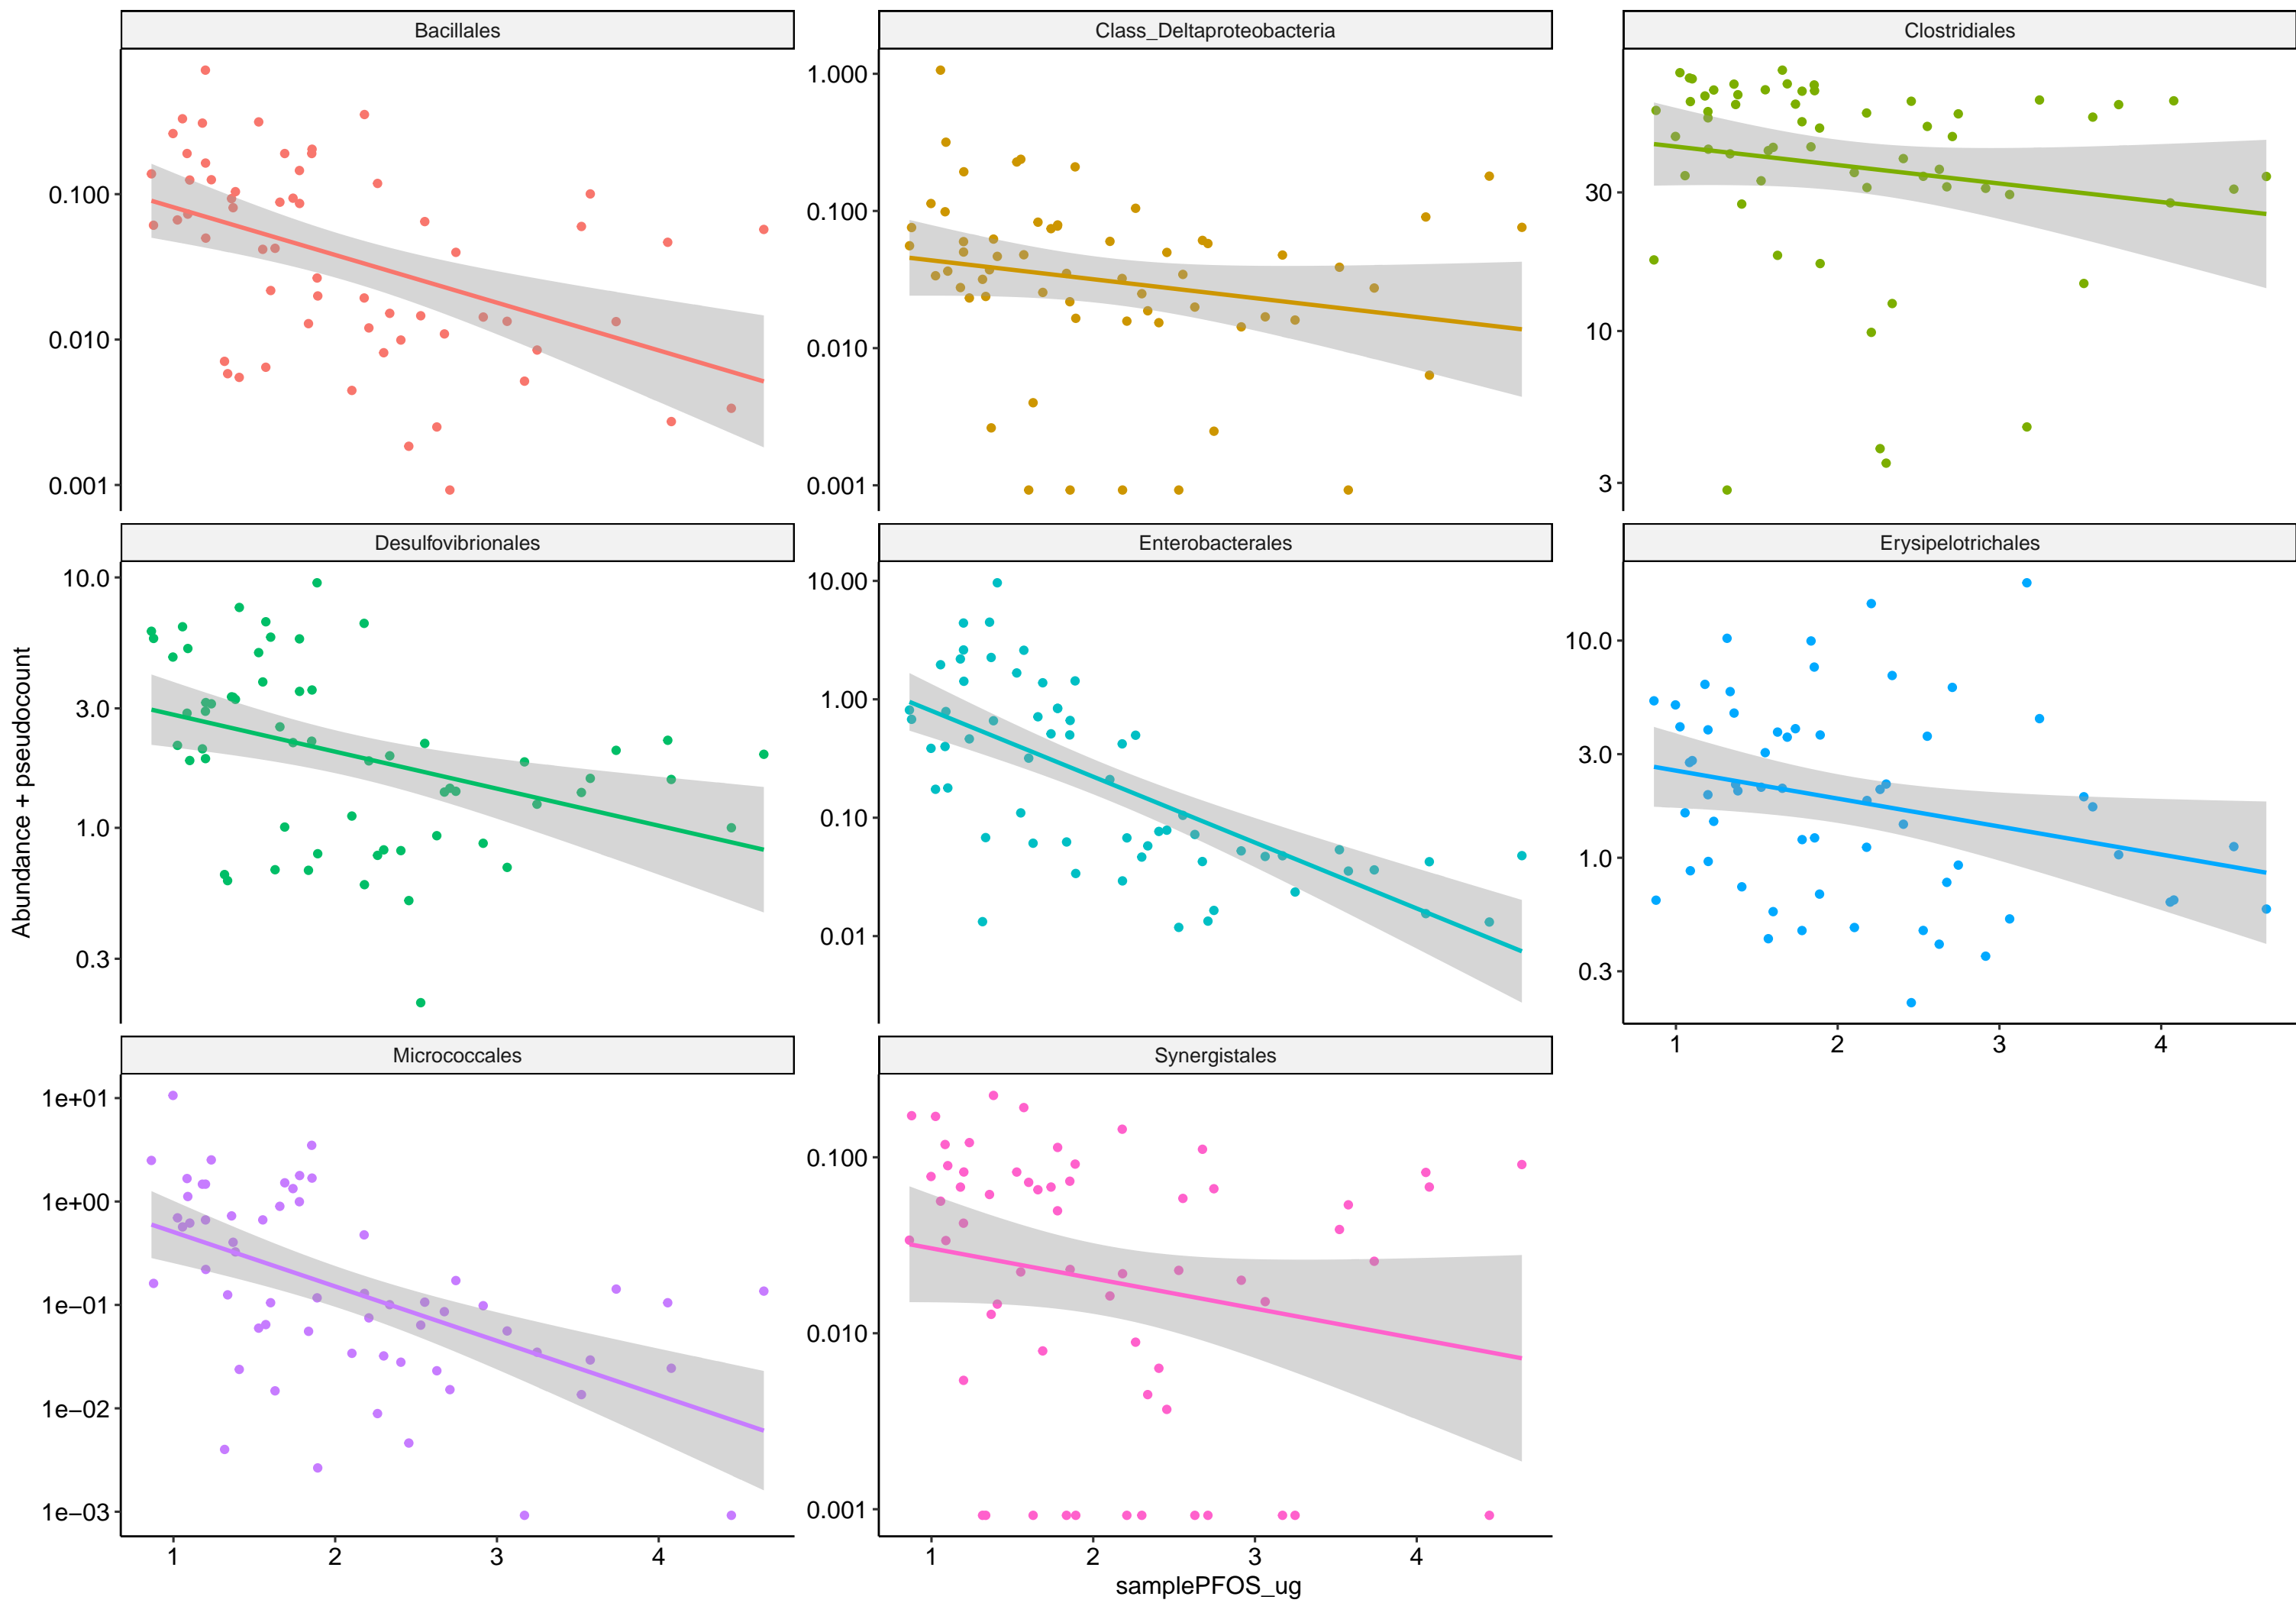 Bacillales
Class_Deltaproteobacteria
Clostridiales
0.100
0.010
0.001
1.000
0.100
0.010
0.001
30
10
3
Desulfovibrionales
Enterobacterales
Erysipelotrichales
10.0
3.0
1.0
0.3
10.00
1.00
0.10
0.01
10.0
3.0
1.0
0.3
1 2 3 4
Abundance + pseudocount
Micrococcales
Synergistales
1e+01
1e+00
1e−01
1e−02
1e−03
0.100
0.010
0.001
1 2 3 4
1 2 3 4
samplePFOS_ug